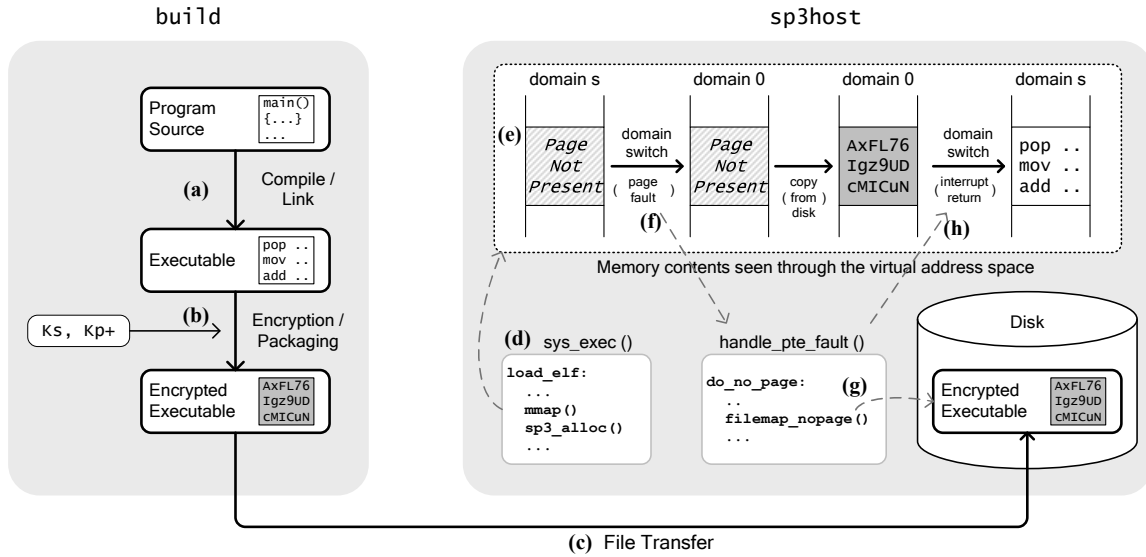 build
Program
Source
main()
{...}
...
(a)
Compile /
Link
Executable
pop ..
mov ..
add ..
(b)
Ks, Kp+
Encryption /
Packaging
Encrypted
Executable
AxFL76
Igz9UD
cMICuN
(c) File Transfer
sp3host
domain s
domain 0
domain 0
domain s
(e)
Page
Not
Present
domain
switch
( page
fault )
(f)
Page
Not
Present
copy
( from )
disk
AxFL76
Igz9UD
cMICuN
domain
switch
(interrupt
return )
(h)
pop ..
mov ..
add ..
Memory contents seen through the virtual address space
(d)
sys_exec ()
load_elf:
...
mmap()
sp3_alloc()
...
handle_pte_fault ()
do_no_page:
..
filemap_nopage()
...
(g)
Disk
Encrypted
Executable
AxFL76
Igz9UD
cMICuN